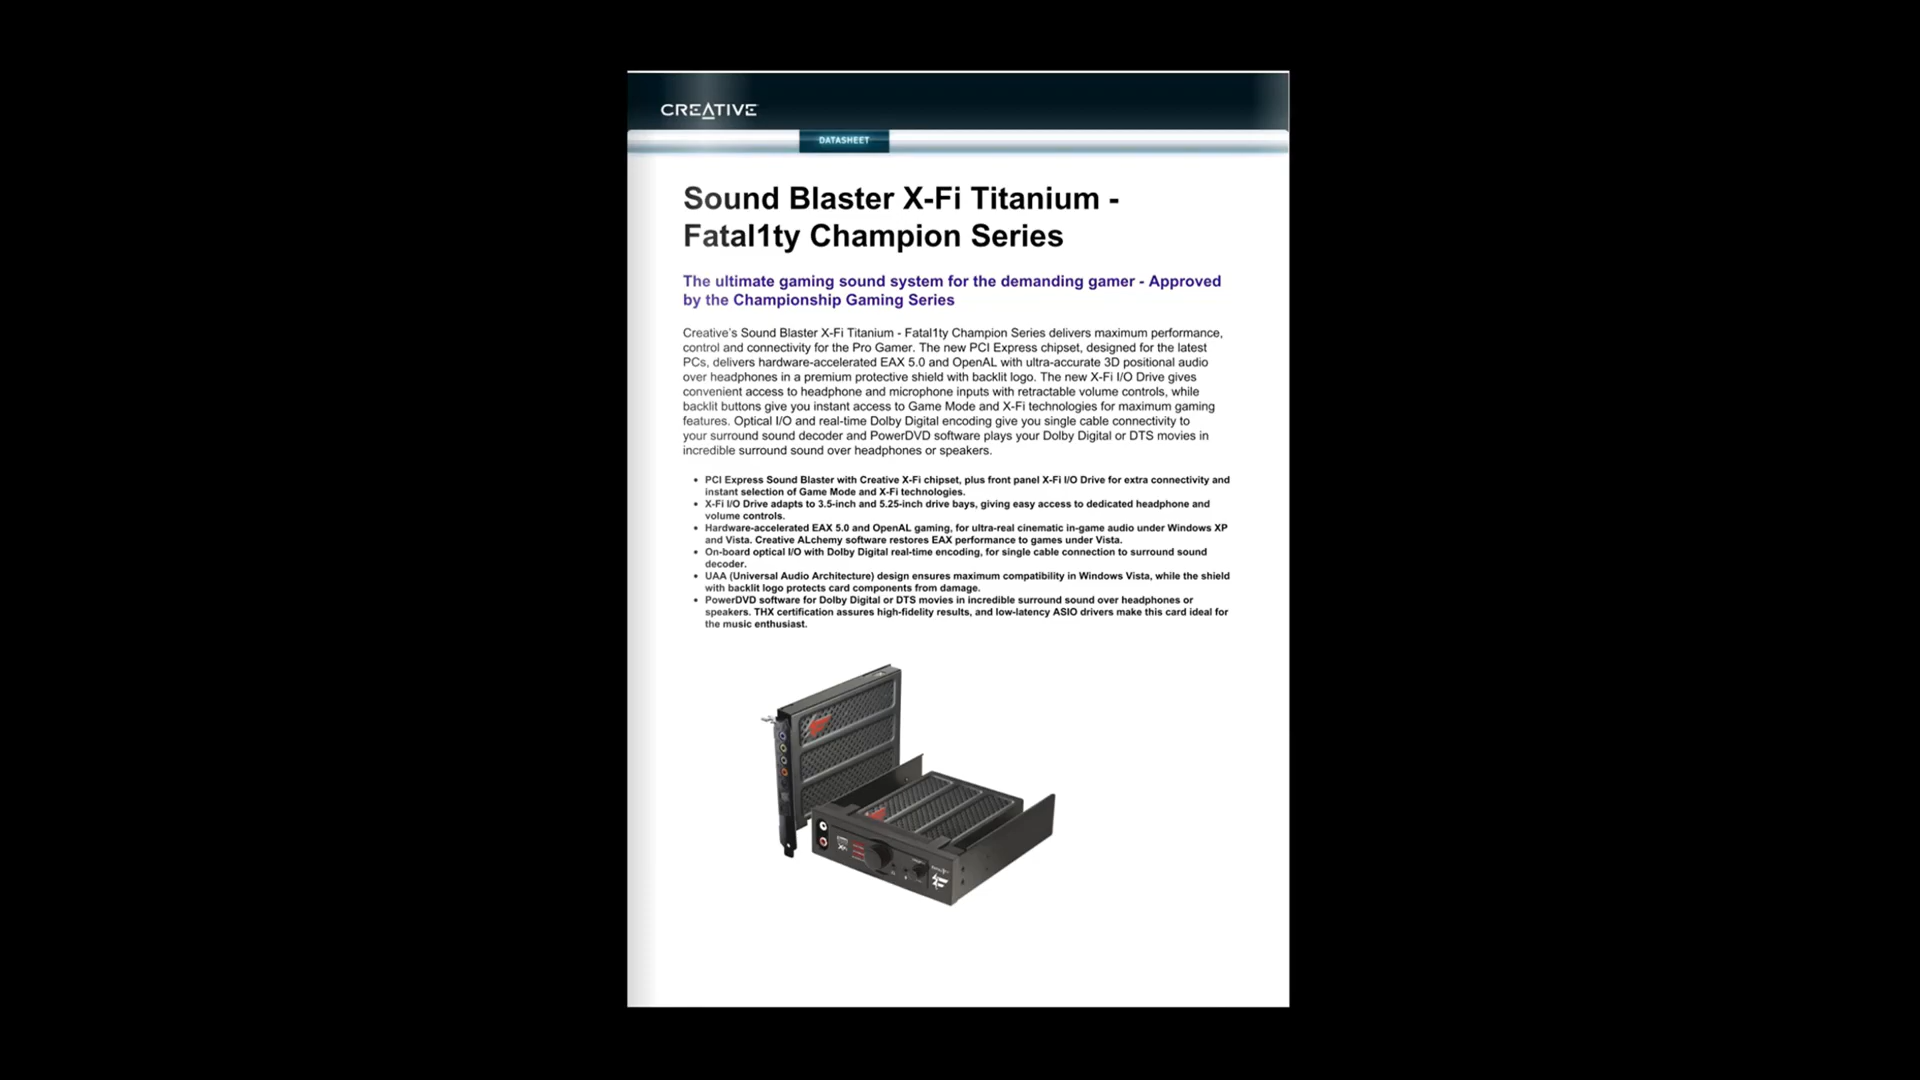 CREATIVE
DATASHEET
Sound Blaster X-Fi Titanium -
Fatal1ty Champion Series
The ultimate gaming sound system for the demanding gamer - Approved
by the Championship Gaming Series
Creative's Sound Blaster X-Fi Titanium - Fatal1ty Champion Series delivers maximum performance,
control and connectivity for the Pro Gamer. The new PCI Express chipset, designed for the latest
PCs, delivers hardware-accelerated EAX 5.0 and OpenAL with ultra-accurate 3D positional audio
over headphones in a premium protective shield with backlit logo. The new X-Fi I/O Drive gives
convenient access to headphone and microphone inputs with retractable volume controls, while
backlit buttons give you instant access to Game Mode and X-Fi technologies for maximum gaming
features. Optical I/O and real-time Dolby Digital encoding give you single cable connectivity to
your surround sound decoder and PowerDVD software plays your Dolby Digital or DTS movies in
incredible surround sound over headphones or speakers.
• PCI Express Sound Blaster with Creative X-Fi chipset, plus front panel X-Fi I/O Drive for extra connectivity and
instant selection of Game Mode and X-Fi technologies.
• X-Fi I/O Drive adapts to 3.5-inch and 5.25-inch drive bays, giving easy access to dedicated headphone and
volume controls.
• Hardware-accelerated EAX 5.0 and OpenAL gaming, for ultra-real cinematic in-game audio under Windows XP
and Vista. Creative ALchemy software restores EAX performance to games under Vista.
• On-board optical I/O with Dolby Digital real-time encoding, for single cable connection to surround sound
decoder.
• UAA (Universal Audio Architecture) design ensures maximum compatibility in Windows Vista, while the shield
with backlit logo protects card components from damage.
• PowerDVD software for Dolby Digital or DTS movies in incredible surround sound over headphones or
speakers. THX certification assures high-fidelity results, and low-latency ASIO drivers make this card ideal for
the music enthusiast.